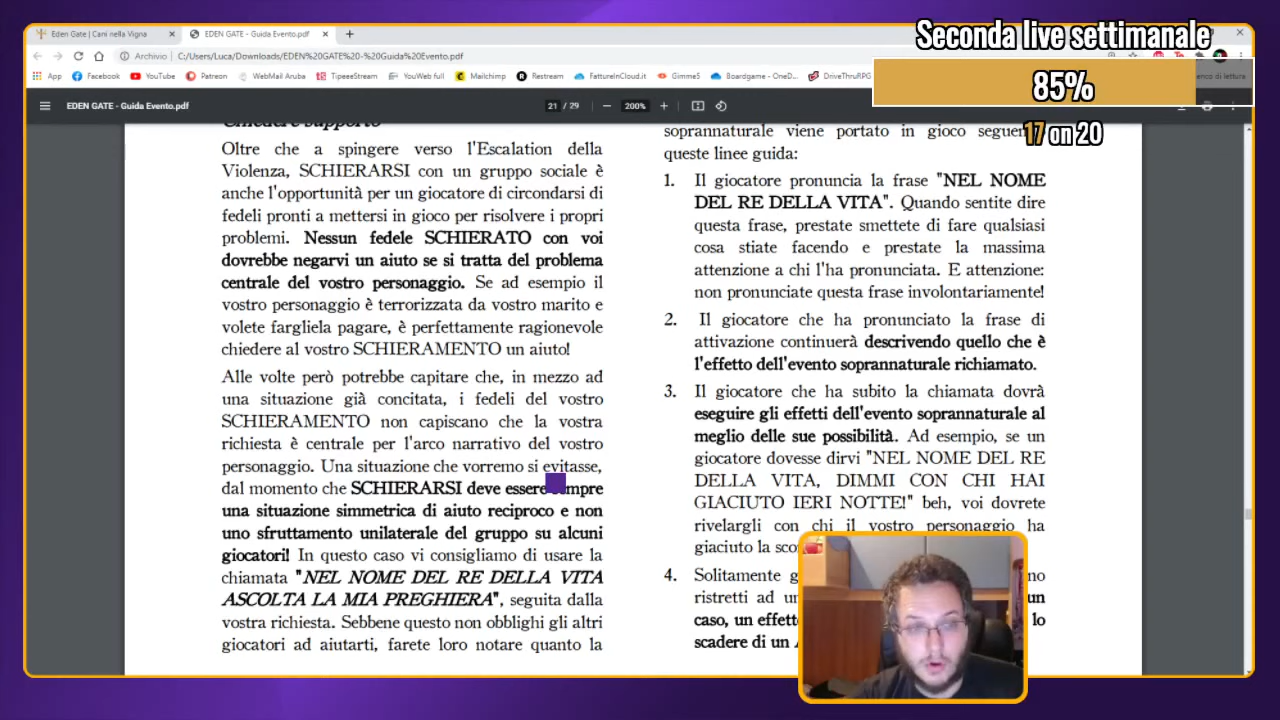 Seconda live settimanale
85%
17 on 20
Eden Gate | Cani nella Vigna
EDEN GATE - Guida Evento.pdf
Archivio | C:/Users/Luca/Downloads/EDEN%20GATE%20-%20Guida%20Evento.pdf
App Facebook YouTube Patreon WebMail Aruba TipeeeStream YouWeb full Mailchimp Restream FattureInCloud.it GimmeS Boardgame - OneD... DriveThruRPG
EDEN GATE - Guida Evento.pdf 21 / 29 200%
Chiedere supporto
Oltre che a spingere verso l'Escalation della
Violenza, SCHIERARSI con un gruppo sociale è
anche l'opportunità per un giocatore di circondarsi di
fedeli pronti a mettersi in gioco per risolvere i propri
problemi. Nessun fedele SCHIERATO con voi
dovrebbe negarvi un aiuto se si tratta del problema
centrale del vostro personaggio. Se ad esempio il
vostro personaggio è terrorizzata da vostro marito e
volete fargliela pagare, è perfettamente ragionevole
chiedere al vostro SCHIERAMENTO un aiuto!
Alle volte però potrebbe capitare che, in mezzo ad
una situazione già concitata, i fedeli del vostro
SCHIERAMENTO non capiscano che la vostra
richiesta è centrale per l'arco narrativo del vostro
personaggio. Una situazione che vorremo si evitasse,
dal momento che SCHIERARSI deve essere sempre
una situazione simmetrica di aiuto reciproco e non
uno sfruttamento unilaterale del gruppo su alcuni
giocatori! In questo caso vi consigliamo di usare la
chiamata "NEL NOME DEL RE DELLA VITA
ASCOLTA LA MIA PREGHIERA", seguita dalla
vostra richiesta. Sebbene questo non obblighi gli altri
giocatori ad aiutarti, farete loro notare quanto la
soprannaturale viene portato in gioco
queste linee guida:
1. Il giocatore pronuncia la frase "NEL NOME
DEL RE DELLA VITA". Quando sentite dire
questa frase, prestate smettete di fare qualsiasi
cosa stiate facendo e prestate la massima
attenzione a chi l'ha pronunciata. E attenzione:
non pronunciate questa frase involontariamente!
2. Il giocatore che ha pronunciato la frase di
attivazione continuerà descrivendo quello che è
l'effetto dell'evento soprannaturale richiamato.
3. Il giocatore che ha subito la chiamata dovrà
eseguire gli effetti dell'evento soprannaturale al
meglio delle sue possibilità. Ad esempio, se un
giocatore dovesse dirvi "NEL NOME DEL RE
DELLA VITA, DIMMI CON CHI HAI
GIACIUTO IERI NOTTE!" beh, voi dovrete
rivelargli con chi il vostro personaggio ha
giaciuto la
4. Solitamente
ristretti ad un
caso, un lo
scadere di un